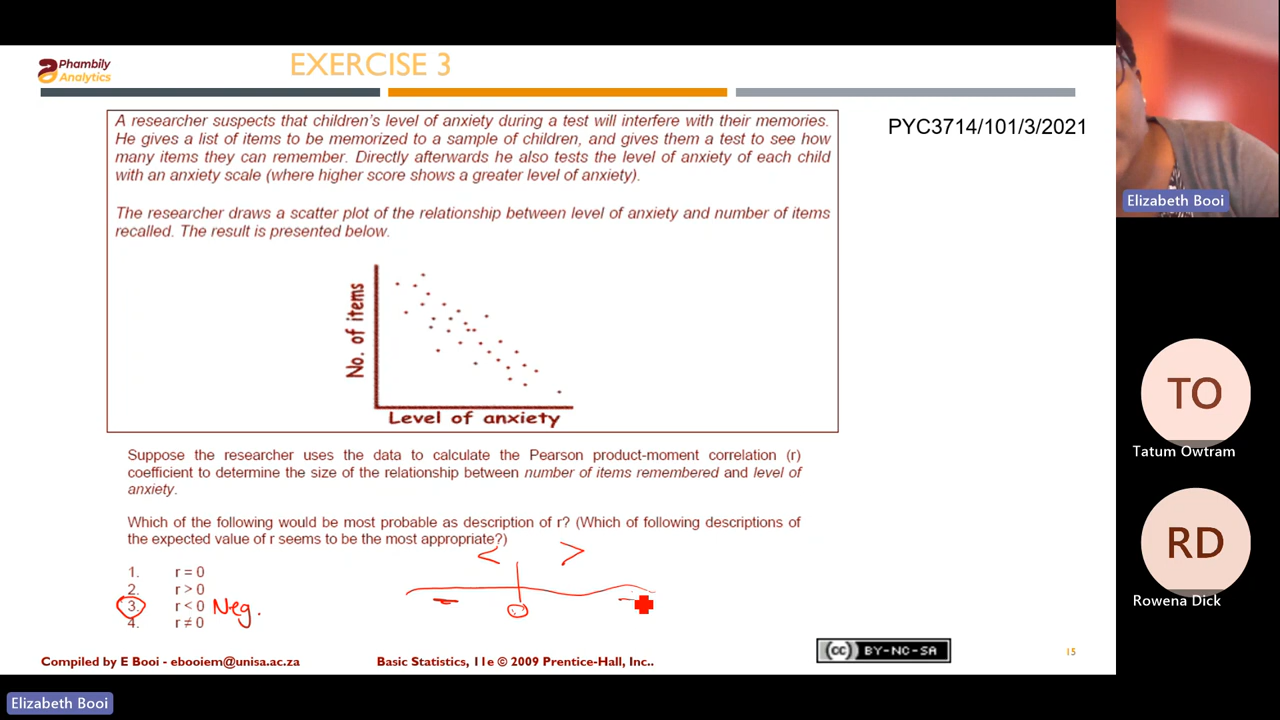 Phambily
Analytics
EXERCISE 3
PYC3714/101/3/2021
A researcher suspects that children's level of anxiety during a test will interfere with their memories.
He gives a list of items to be memorized to a sample of children, and gives them a test to see how
many items they can remember. Directly afterwards he also tests the level of anxiety of each child
with an anxiety scale (where higher score shows a greater level of anxiety).
The researcher draws a scatter plot of the relationship between level of anxiety and number of items
recalled. The result is presented below.
No. of items
Level of anxiety
Suppose the researcher uses the data to calculate the Pearson product-moment correlation (r)
coefficient to determine the size of the relationship between number of items remembered and level of
anxiety.
Which of the following would be most probable as description of r? (Which of following descriptions of
the expected value of r seems to be the most appropriate?)
< >
1. r = 0
2. r > 0
3. r < 0 Neg.
4. r ≠ 0
0
Compiled by E Booi - ebooiem@unisa.ac.za
Basic Statistics, 11e © 2009 Prentice-Hall, Inc..
cc BY-NC-SA
15
Elizabeth Booi
TO
Tatum Owtram
RD
Rowena Dick
Elizabeth Booi